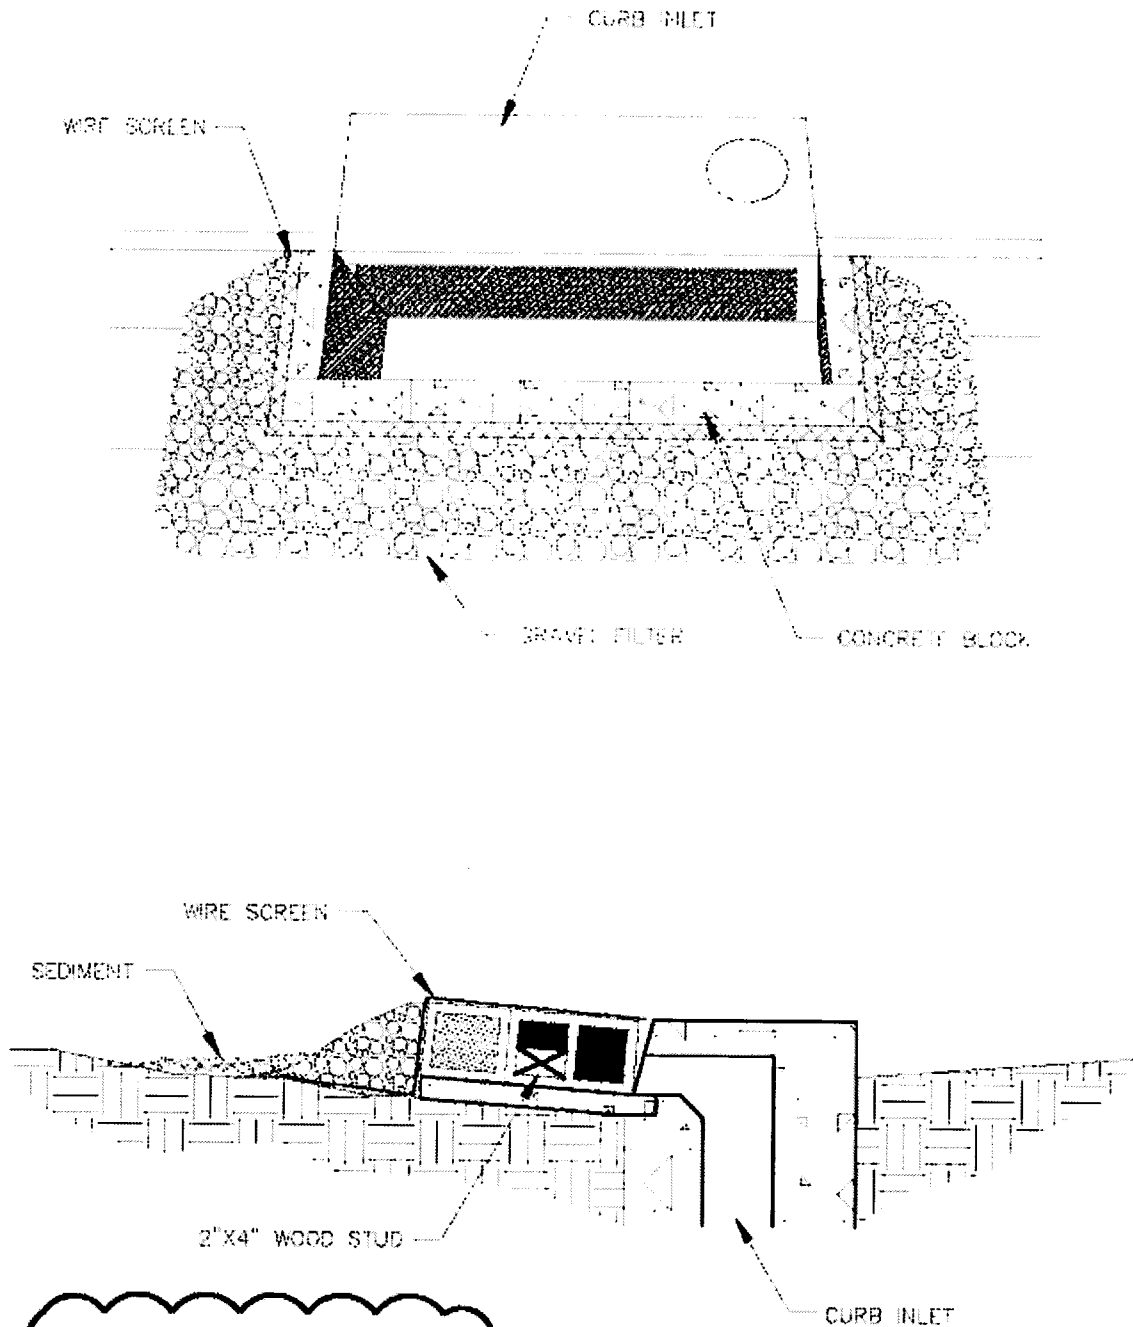 CURB INLET
WIRE SCREEN
GRAVEL FILTER
CONCRETE BLOCK
WIRE SCREEN
SEDIMENT
2"X4" WOOD STUD
CURB INLET